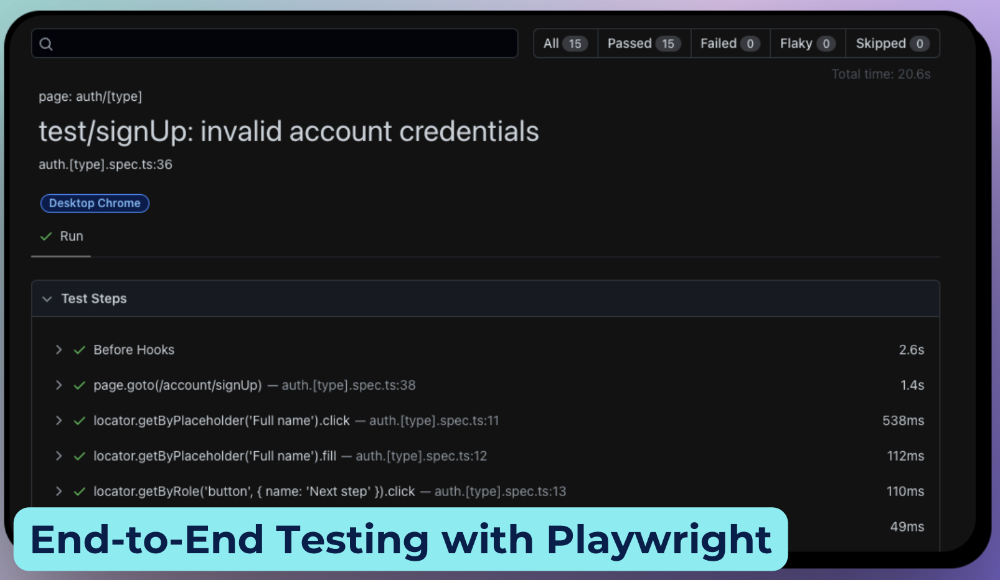 All 15 Passed 15 Failed 0 Flaky 0 Skipped 0
Total time: 20.6s
page: auth/[type]
test/signUp: invalid account credentials
auth.[type].spec.ts:36
Desktop Chrome
Run
Test Steps
Before Hooks 2.6s
page.goto(/account/signUp) — auth.[type].spec.ts:38 1.4s
locator.getByPlaceholder('Full name').click — auth.[type].spec.ts:11 538ms
locator.getByPlaceholder('Full name').fill — auth.[type].spec.ts:12 112ms
locator.getByRole('button', { name: 'Next step' }).click — auth.[type].spec.ts:13 110ms
49ms
End-to-End Testing with Playwright